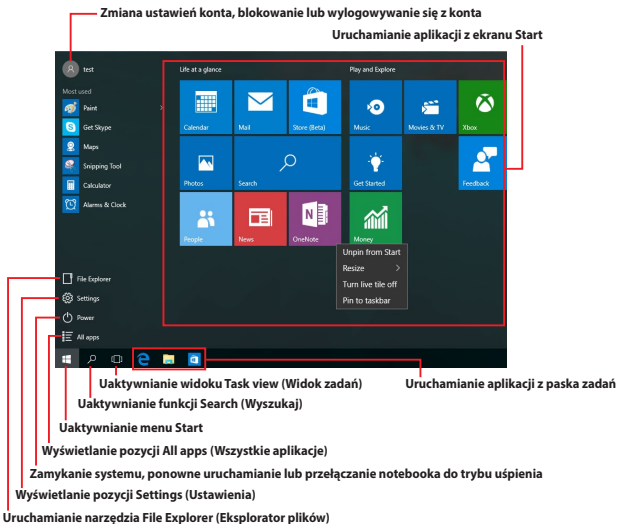 Zmiana ustawień konta, blokowanie lub wylogowywanie się z konta
Uruchamianie aplikacji z ekranu Start
test
Most used
Paint
Get Skype
Maps
Snipping Tool
Calculator
Alarms & Clock
File Explorer
Settings
Power
All apps
Life at a glance
Play and Explore
Calendar
Mail
Store (Beta)
Music
Movies & TV
Xbox
Photos
Search
Get Started
Feedback
People
News
OneNote
Money
Unpin from Start
Resize
Turn live tile off
Pin to taskbar
Uaktywnianie widoku Task view (Widok zadań)
Uruchamianie aplikacji z paska zadań
Uaktywnianie funkcji Search (Wyszukaj)
Uaktywnianie menu Start
Wyświetlanie pozycji All apps (Wszystkie aplikacje)
Zamykanie systemu, ponowne uruchamianie lub przełączanie notebooka do trybu uśpienia
Wyświetlanie pozycji Settings (Ustawienia)
Uruchamianie narzędzia File Explorer (Eksplorator plików)